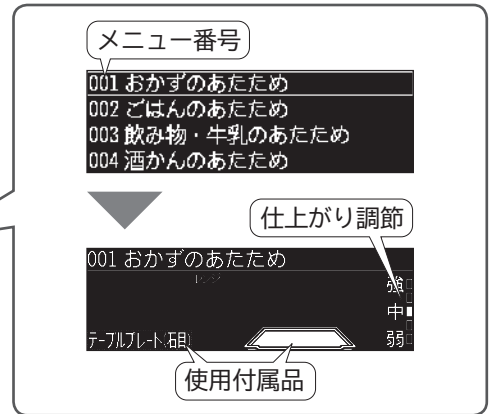 メニュー番号
001 おかずのあたため
002 ごはんのあたため
003 飲み物・牛乳のあたため
004 酒かんのあたため
仕上がり調節
001 おかずのあたため
レンジ
強
中
テーブルプレート(石目)
弱
使用付属品